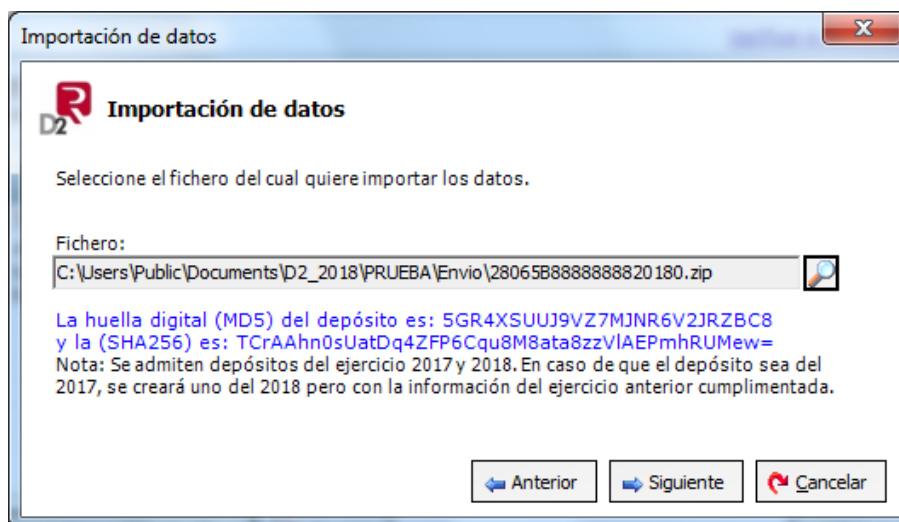 Importación de datos
D2 R
Importación de datos
Seleccione el fichero del cual quiere importar los datos.
Fichero:
C:\Users\Public\Documents\D2_2018\PRUEBA\Envio\28065B8888888820180.zip
La huella digital (MD5) del depósito es: 5GR4XSUUJ9VZ7MJNR6V2JRZBC8
y la (SHA256) es: TCrAAhn0sUatDq4ZFP6Cqu8M8ata8zzVlAEPmhRUMew=
Nota: Se admiten depósitos del ejercicio 2017 y 2018. En caso de que el depósito sea del
2017, se creará uno del 2018 pero con la información del ejercicio anterior cumplimentada.
Anterior Siguiente Cancelar